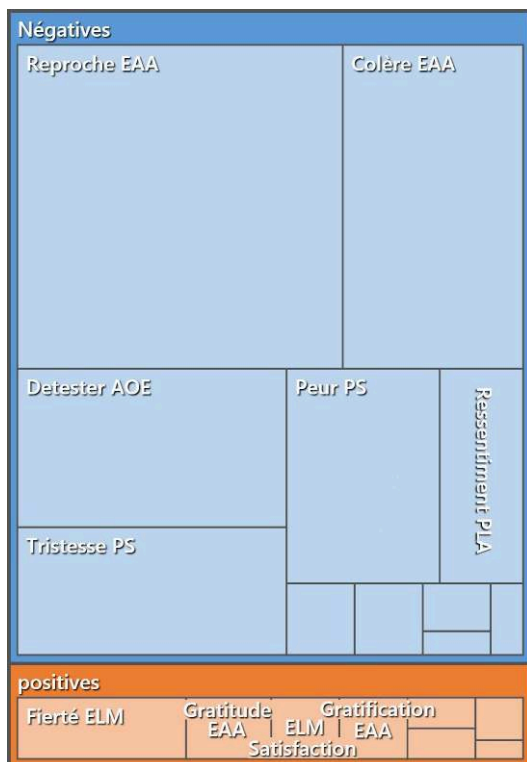 Négatives
Reproche EAA
Colère EAA
Detester AOE
Peur PS
Ressentiment PLA
Tristesse PS
positives
Fierté ELM
Gratitude
EAA
ELM
Satisfaction
Gratification
EAA